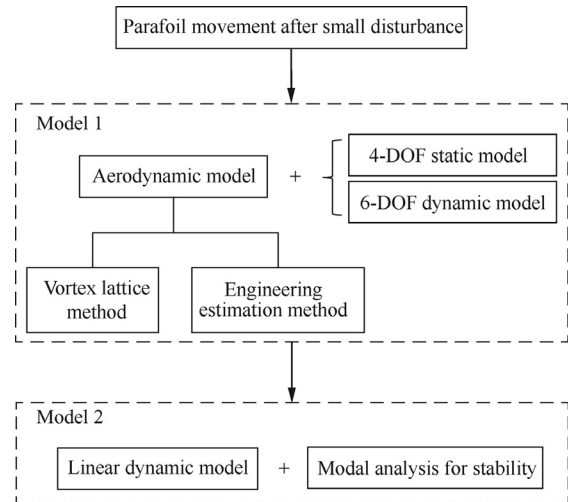 Parafoil movement after small disturbance
Model 1
Aerodynamic model
+
4-DOF static model
6-DOF dynamic model
Vortex lattice
method
Engineering
estimation method
Model 2
Linear dynamic model
+
Modal analysis for stability